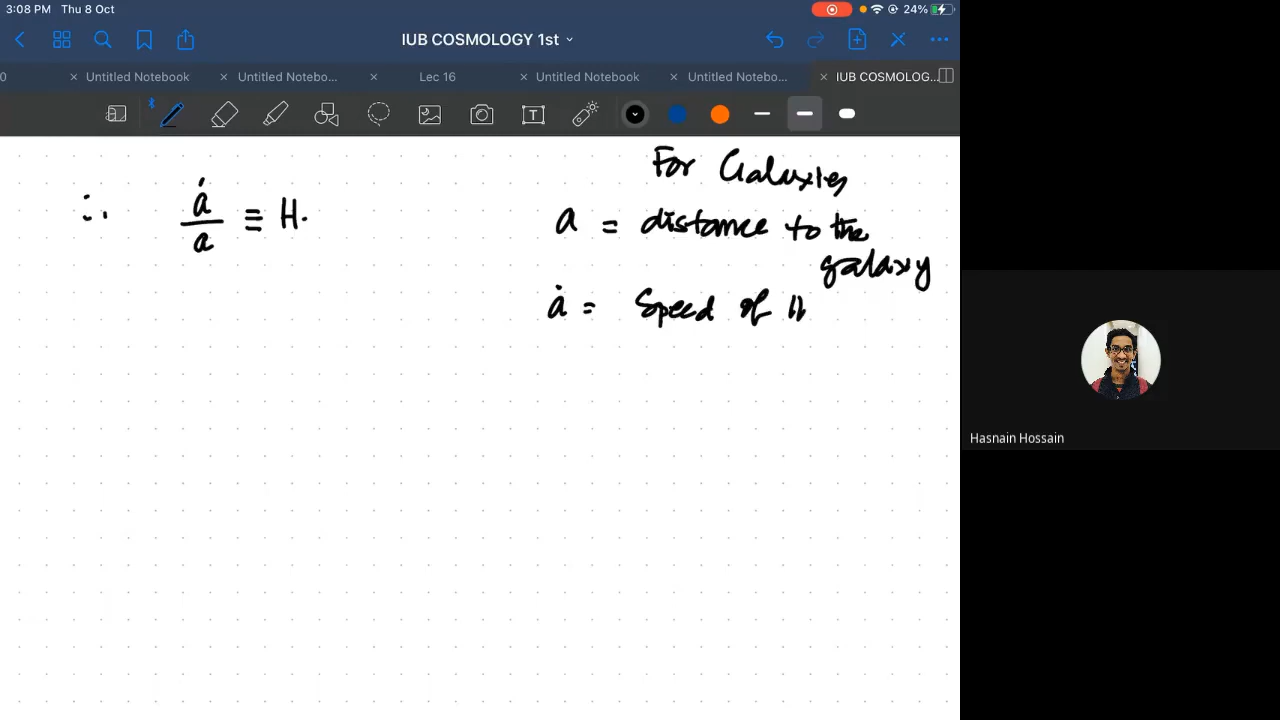 3:08 PM Thu 8 Oct
24%
IUB COSMOLOGY 1st
0
× Untitled Notebook
× Untitled Notebo...
× Lec 16
× Untitled Notebook
× Untitled Notebo...
× IUB COSMOLOG...
T
For Galaxies
∴ ȧ/a ≡ H.
a = distance to the
galaxy
ȧ = Speed of
Hasnain Hossain